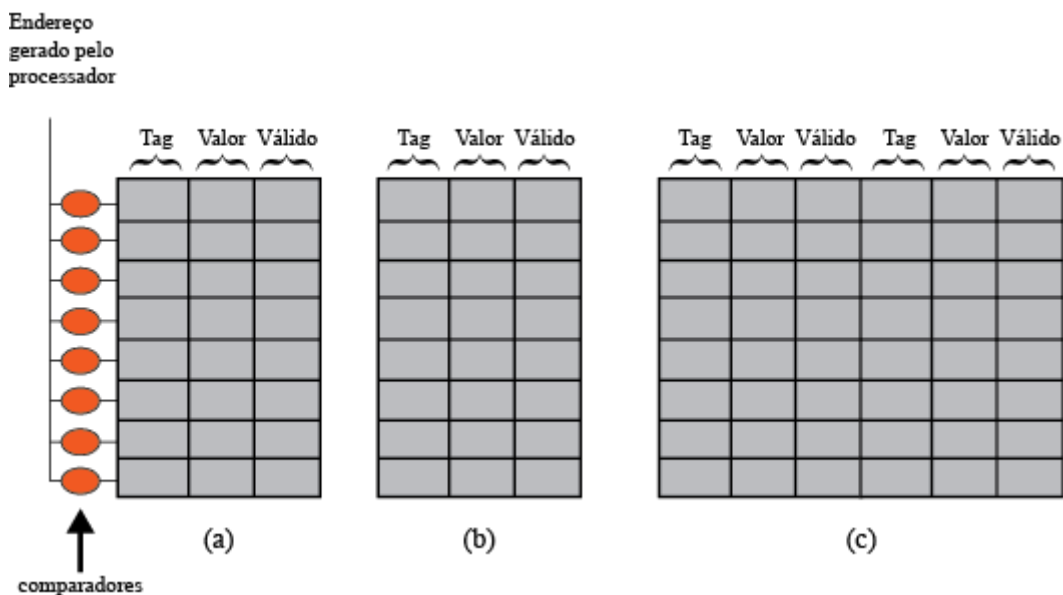 Endereço
gerado pelo
processador
Tag Valor Válido
Tag Valor Válido
Tag Valor Válido Tag Valor Válido
(a)
(b)
(c)
comparadores